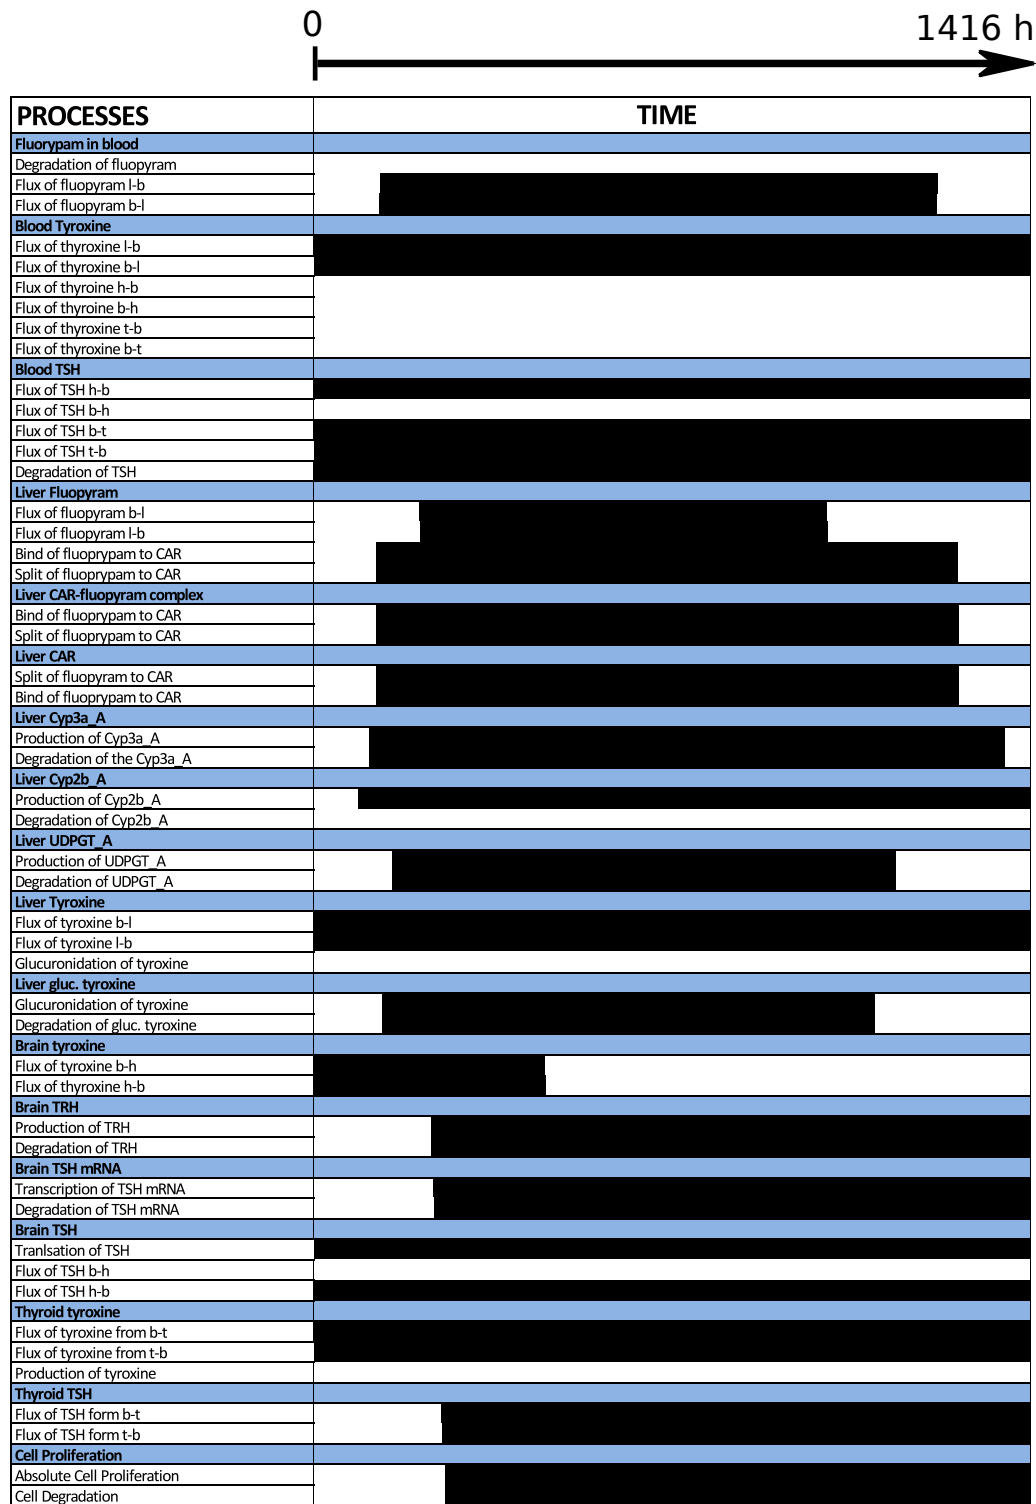 0
1416 h
PROCESSES TIME
Fluorypam in blood
Degradation of fluopyram
Flux of fluopyram l-b
Flux of fluopyram b-l
Blood Tyroxine
Flux of thyroxine l-b
Flux of thyroxine b-l
Flux of thyroine h-b
Flux of thyroine b-h
Flux of thyroxine t-b
Flux of thyroxine b-t
Blood TSH
Flux of TSH h-b
Flux of TSH b-h
Flux of TSH b-t
Flux of TSH t-b
Degradation of TSH
Liver Fluopyram
Flux of fluopyram b-l
Flux of fluopyram l-b
Bind of fluoprypam to CAR
Split of fluoprypam to CAR
Liver CAR-fluopyram complex
Bind of fluoprypam to CAR
Split of fluoprypam to CAR
Liver CAR
Split of fluopyram to CAR
Bind of fluoprypam to CAR
Liver Cyp3a_A
Production of Cyp3a_A
Degradation of the Cyp3a_A
Liver Cyp2b_A
Production of Cyp2b_A
Degradation of Cyp2b_A
Liver UDPGT_A
Production of UDPGT_A
Degradation of UDPGT_A
Liver Tyroxine
Flux of tyroxine b-l
Flux of tyroxine l-b
Glucuronidation of tyroxine
Liver gluc. tyroxine
Glucuronidation of tyroxine
Degradation of gluc. tyroxine
Brain tyroxine
Flux of tyroxine b-h
Flux of thyroxine h-b
Brain TRH
Production of TRH
Degradation of TRH
Brain TSH mRNA
Transcription of TSH mRNA
Degradation of TSH mRNA
Brain TSH
Tranlsation of TSH
Flux of TSH b-h
Flux of TSH h-b
Thyroid tyroxine
Flux of tyroxine from b-t
Flux of tyroxine from t-b
Production of tyroxine
Thyroid TSH
Flux of TSH form b-t
Flux of TSH form t-b
Cell Proliferation
Absolute Cell Proliferation
Cell Degradation